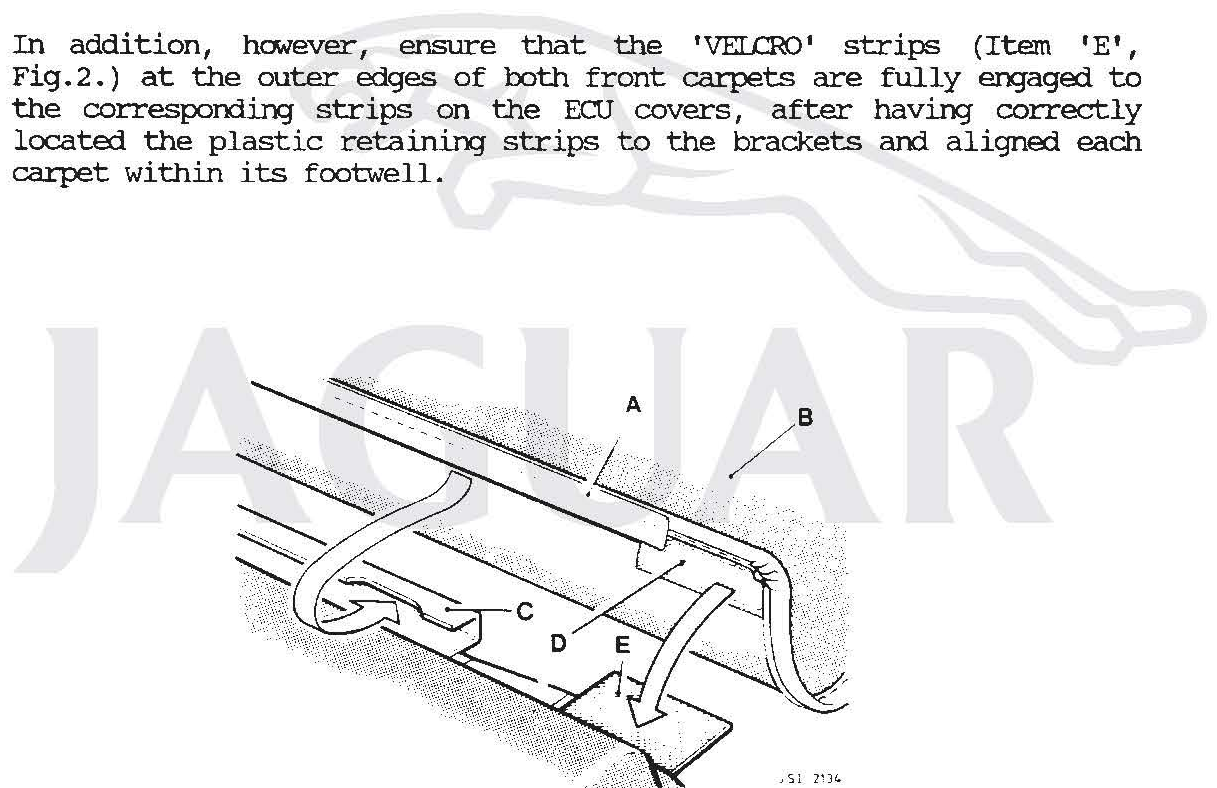 In addition, however, ensure that the 'VELCRO' strips (Item 'E',
Fig.2.) at the outer edges of both front carpets are fully engaged to
the corresponding strips on the ECU covers, after having correctly
located the plastic retaining strips to the brackets and aligned each
carpet within its footwell.
JAGUAR
A
B
C
D
E
JS1 2134